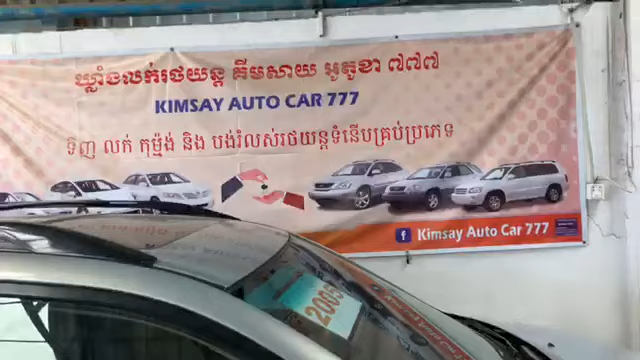 ឃ្លាំងលក់រថយន្ត គីមសាយ អូតូខា ៧៧៧
KIMSAY AUTO CAR 777
ទិញ លក់ កុម្ម៉ង់ និង បង់រំលស់រថយន្តទំនើបគ្រប់ប្រភេទ
Kimsay Auto Car 777
2005